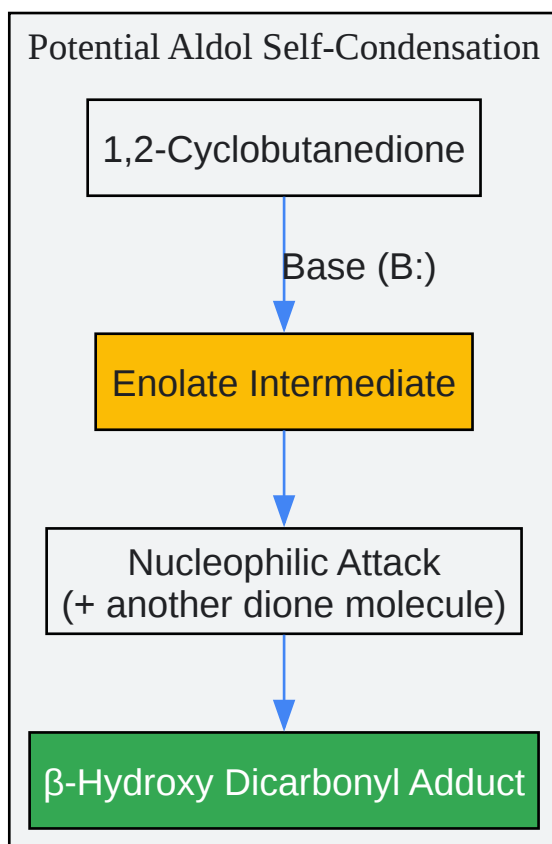 Potential Aldol Self-Condensation
1,2-Cyclobutanedione
Base (B:)
Enolate Intermediate
Nucleophilic Attack
(+ another dione molecule)
β-Hydroxy Dicarbonyl Adduct